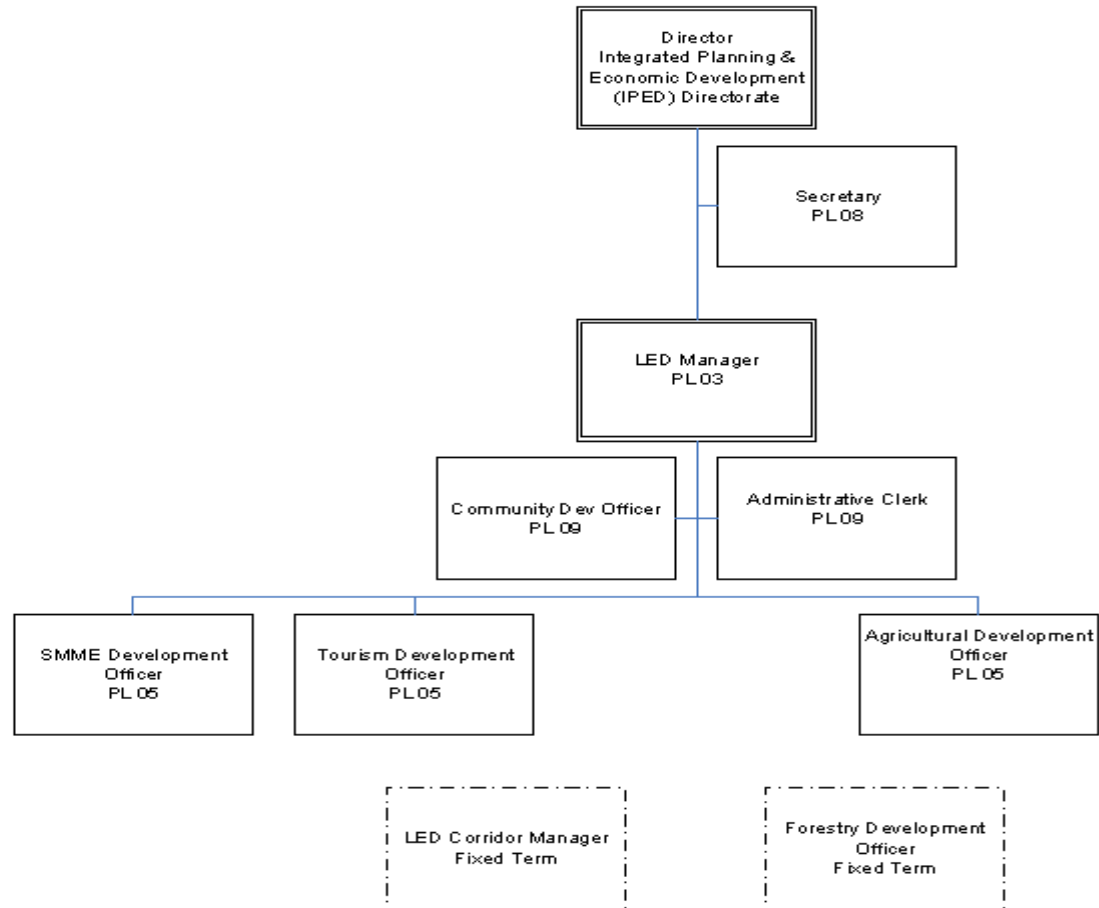 Director
Integrated Planning &
Economic Development
(IPED) Directorate
Secretary
PL08
LED Manager
PL03
Community Dev Officer
PL09
Administrative Clerk
PL09
SMME Development
Officer
PL05
Tourism Development
Officer
PL05
Agricultural Development
Officer
PL05
LED Corridor Manager
Fixed Term
Forestry Development
Officer
Fixed Term